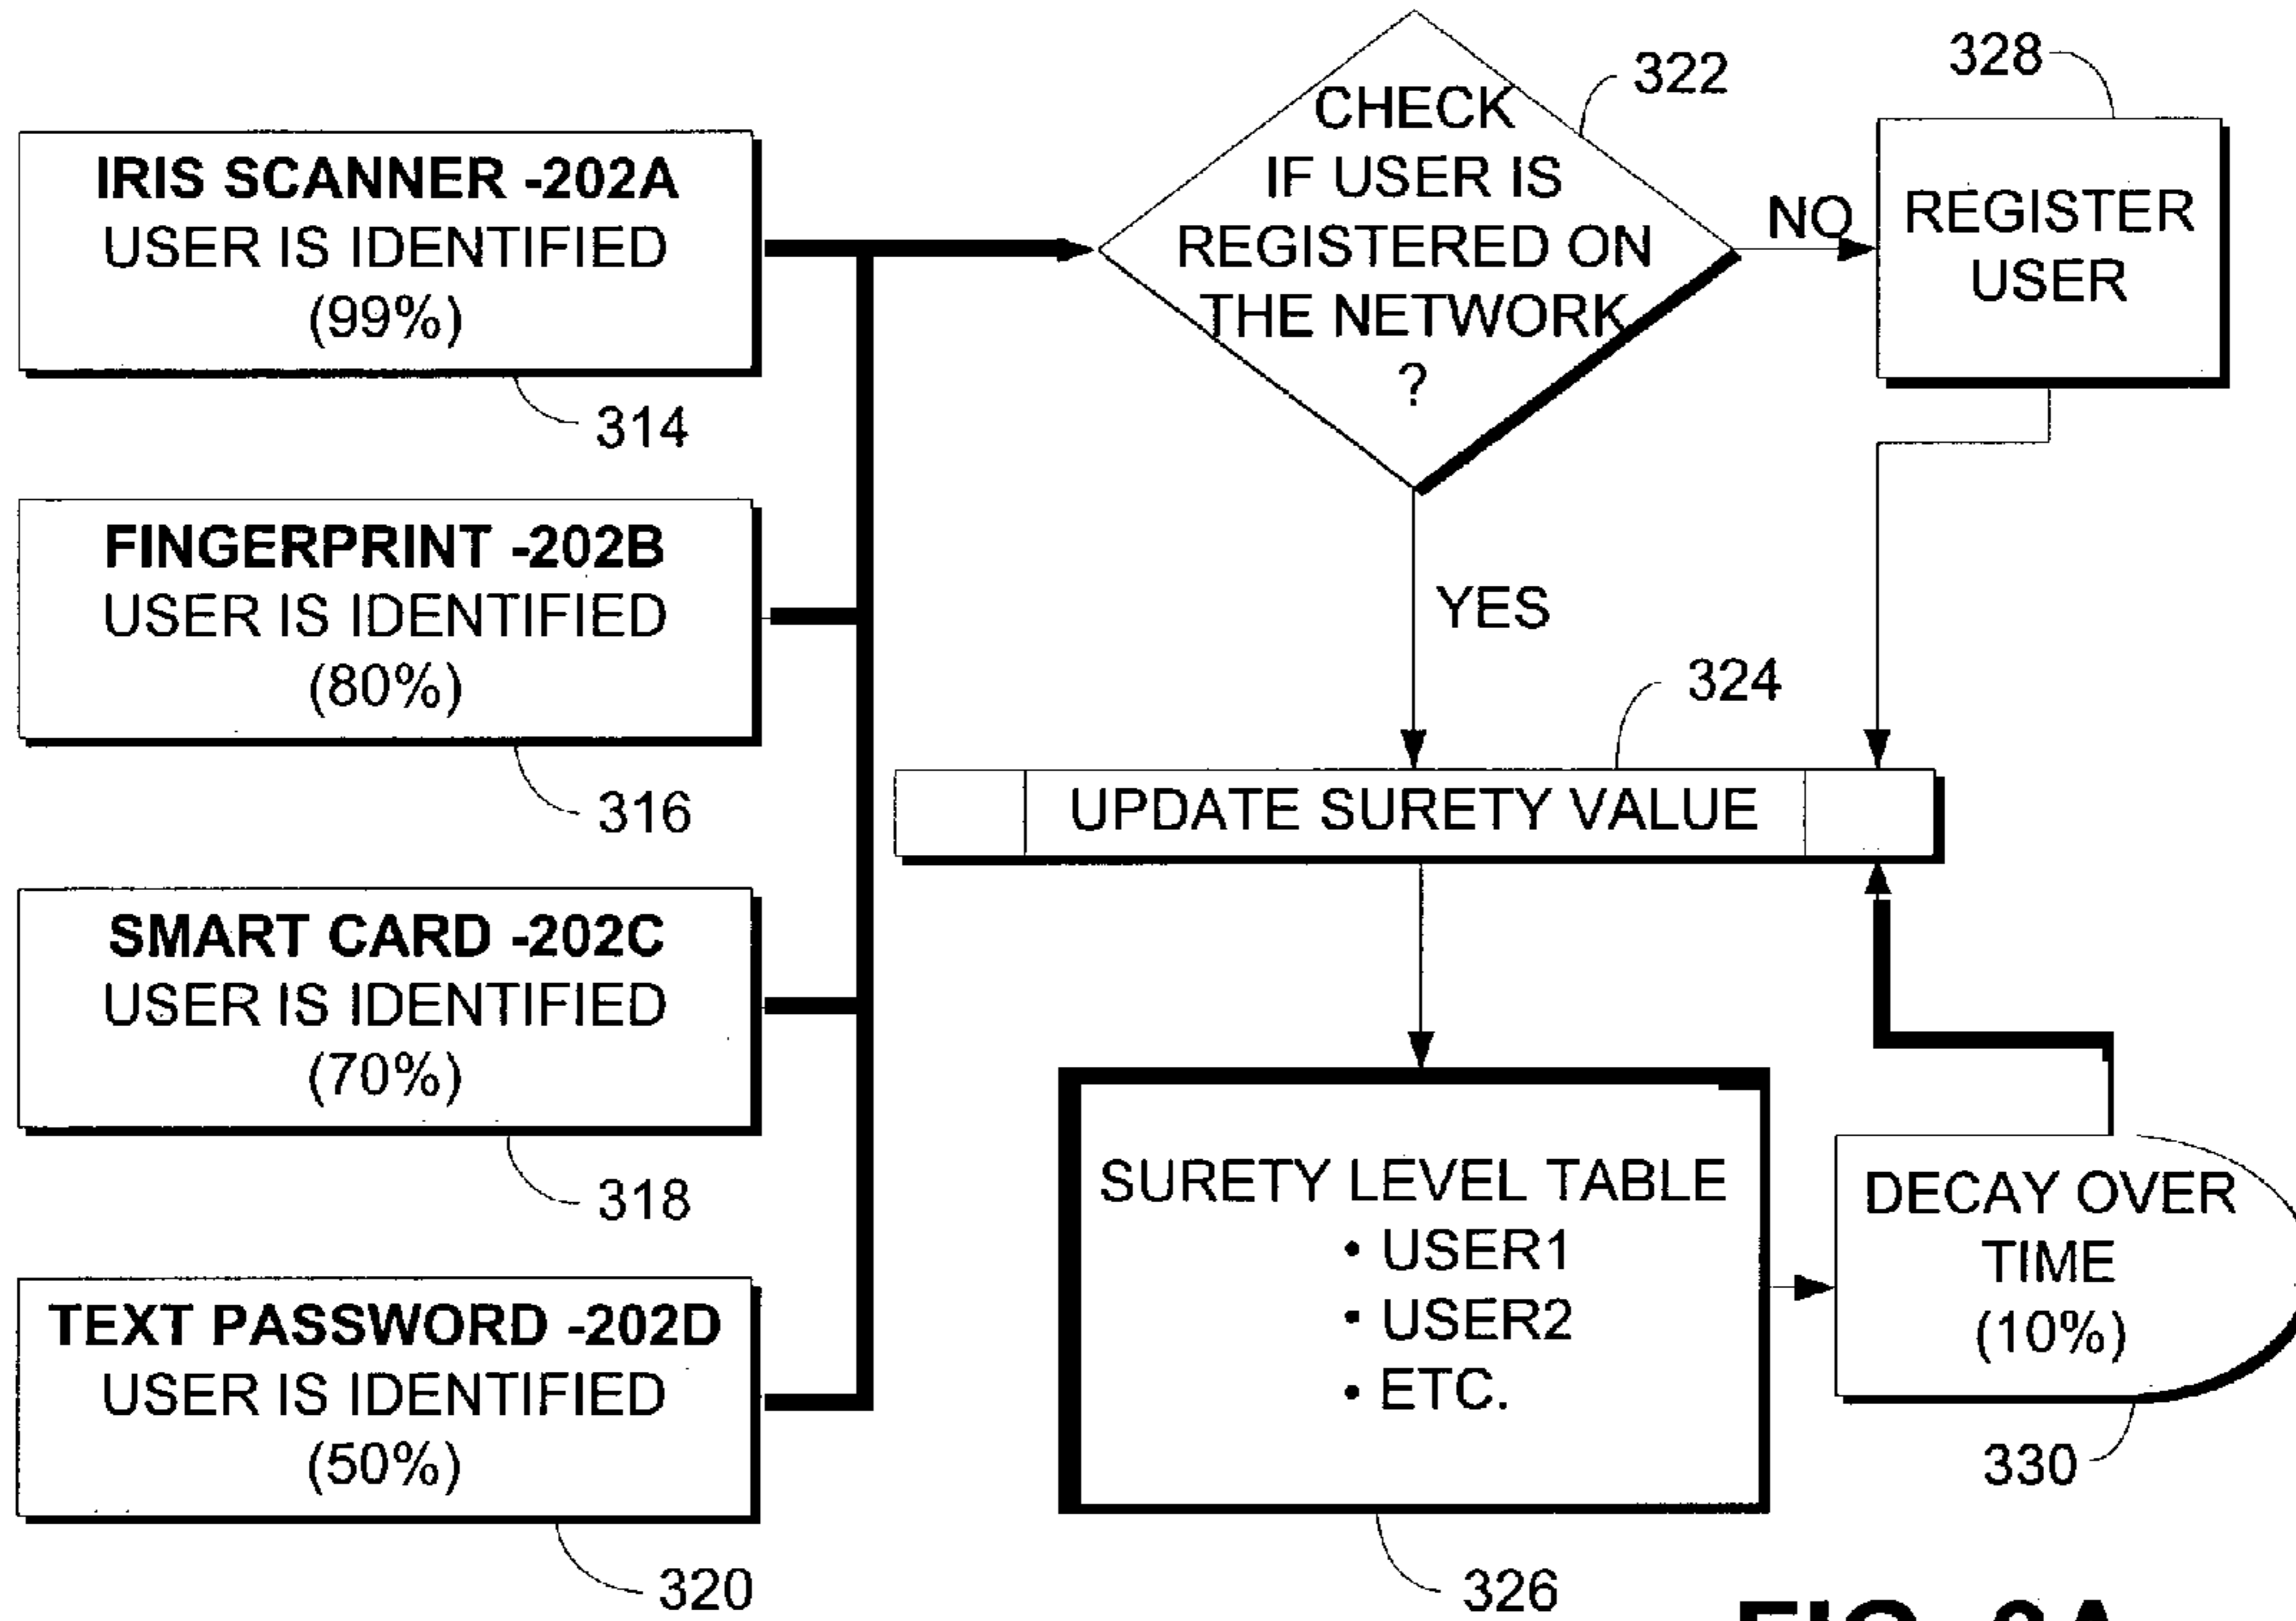 IRIS SCANNER -202A
USER IS IDENTIFIED
(99%)
314
FINGERPRINT -202B
USER IS IDENTIFIED
(80%)
316
SMART CARD -202C
USER IS IDENTIFIED
(70%)
318
TEXT PASSWORD -202D
USER IS IDENTIFIED
(50%)
320
CHECK
IF USER IS
REGISTERED ON
THE NETWORK
?
322
NO
328
REGISTER
USER
YES
324
UPDATE SURETY VALUE
SURETY LEVEL TABLE
• USER1
• USER2
• ETC.
326
DECAY OVER
TIME
(10%)
330